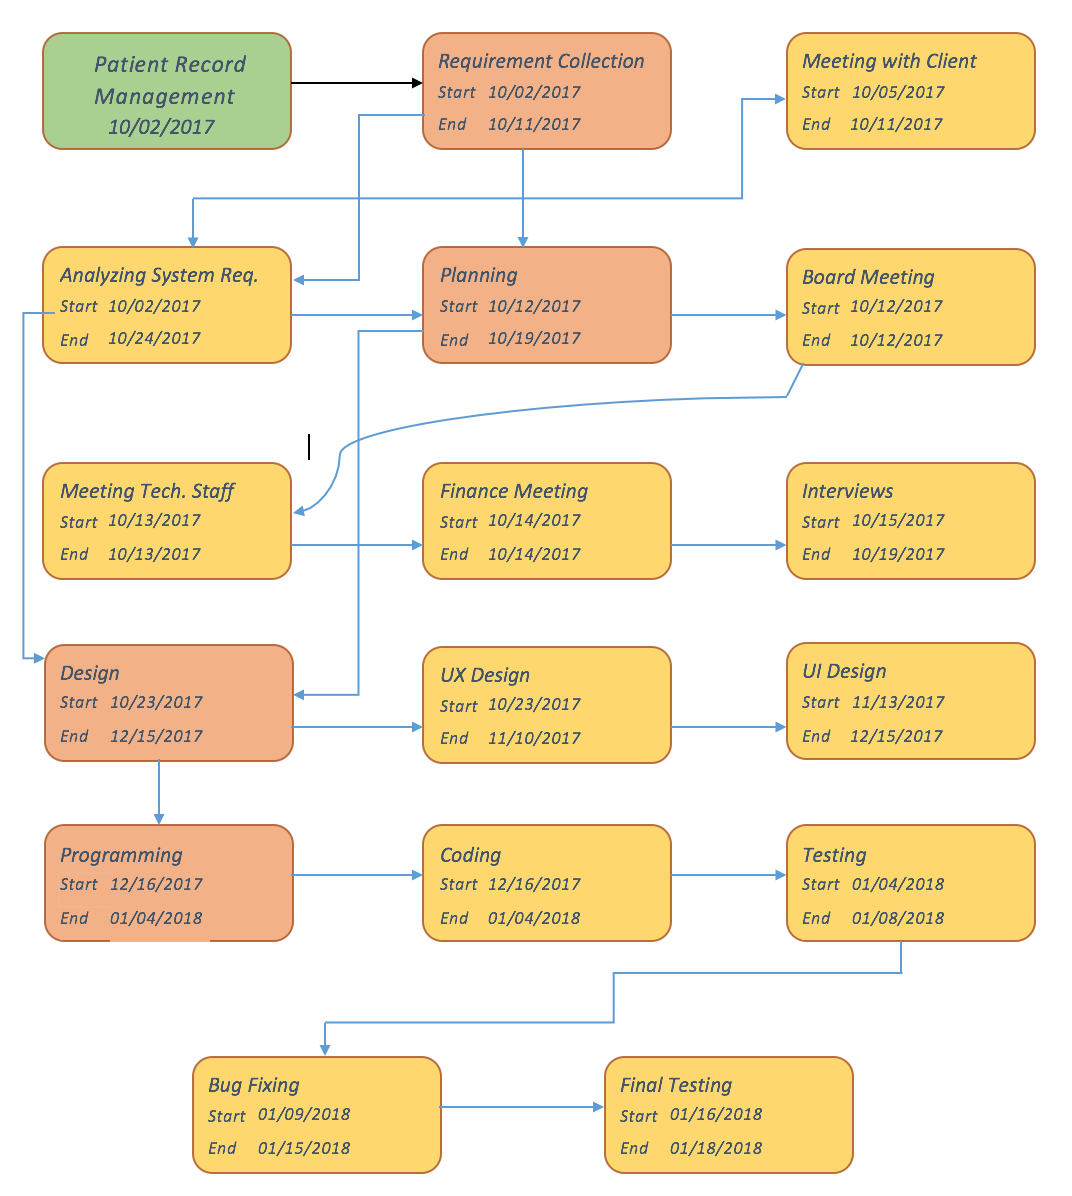 Patient Record
Management
10/02/2017
Requirement Collection
Start 10/02/2017
End 10/11/2017
Meeting with Client
Start 10/05/2017
End 10/11/2017
Analyzing System Req.
Start 10/02/2017
End 10/24/2017
Planning
Start 10/12/2017
End 10/19/2017
Board Meeting
Start 10/12/2017
End 10/12/2017
Meeting Tech. Staff
Start 10/13/2017
End 10/13/2017
Finance Meeting
Start 10/14/2017
End 10/14/2017
Interviews
Start 10/15/2017
End 10/19/2017
Design
Start 10/23/2017
End 12/15/2017
UX Design
Start 10/23/2017
End 11/10/2017
UI Design
Start 11/13/2017
End 12/15/2017
Programming
Start 12/16/2017
End 01/04/2018
Coding
Start 12/16/2017
End 01/04/2018
Testing
Start 01/04/2018
End 01/08/2018
Bug Fixing
Start 01/09/2018
End 01/15/2018
Final Testing
Start 01/16/2018
End 01/18/2018